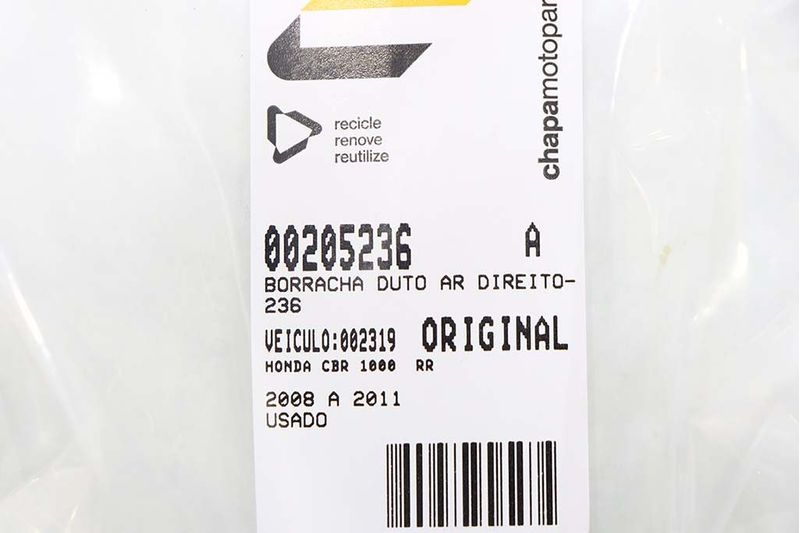 recicle
renove
reutilize
chapamotopar
00205236 A
BORRACHA DUTO AR DIREITO-
236
VEICULO:002319 ORIGINAL
HONDA CBR 1000 RR
2008 A 2011
USADO